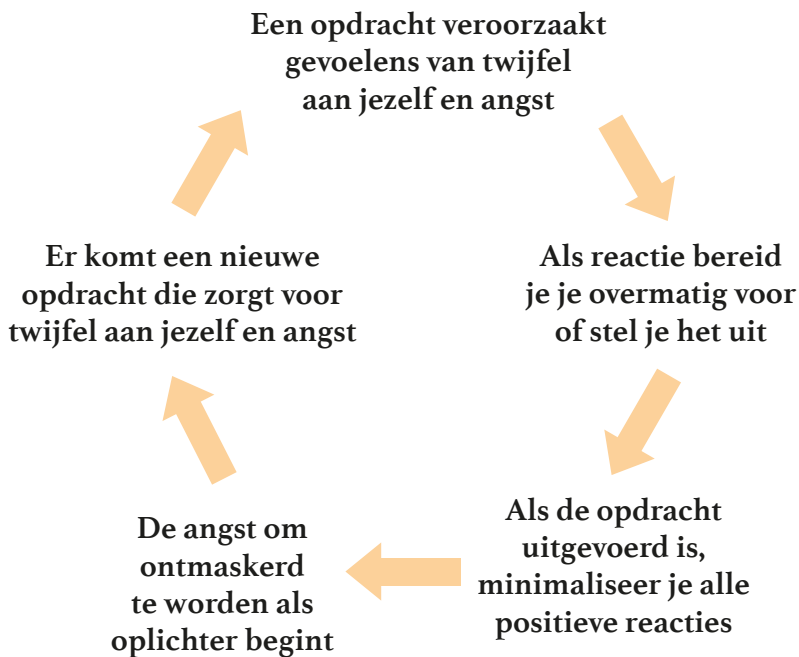 Een opdracht veroorzaakt
gevoelens van twijfel
aan jezelf en angst
Als reactie bereid
je je overmatig voor
of stel je het uit
Als de opdracht
uitgevoerd is,
minimaliseer je alle
positieve reacties
De angst om
ontmaskerd
te worden als
oplichter begint
Er komt een nieuwe
opdracht die zorgt voor
twijfel aan jezelf en angst